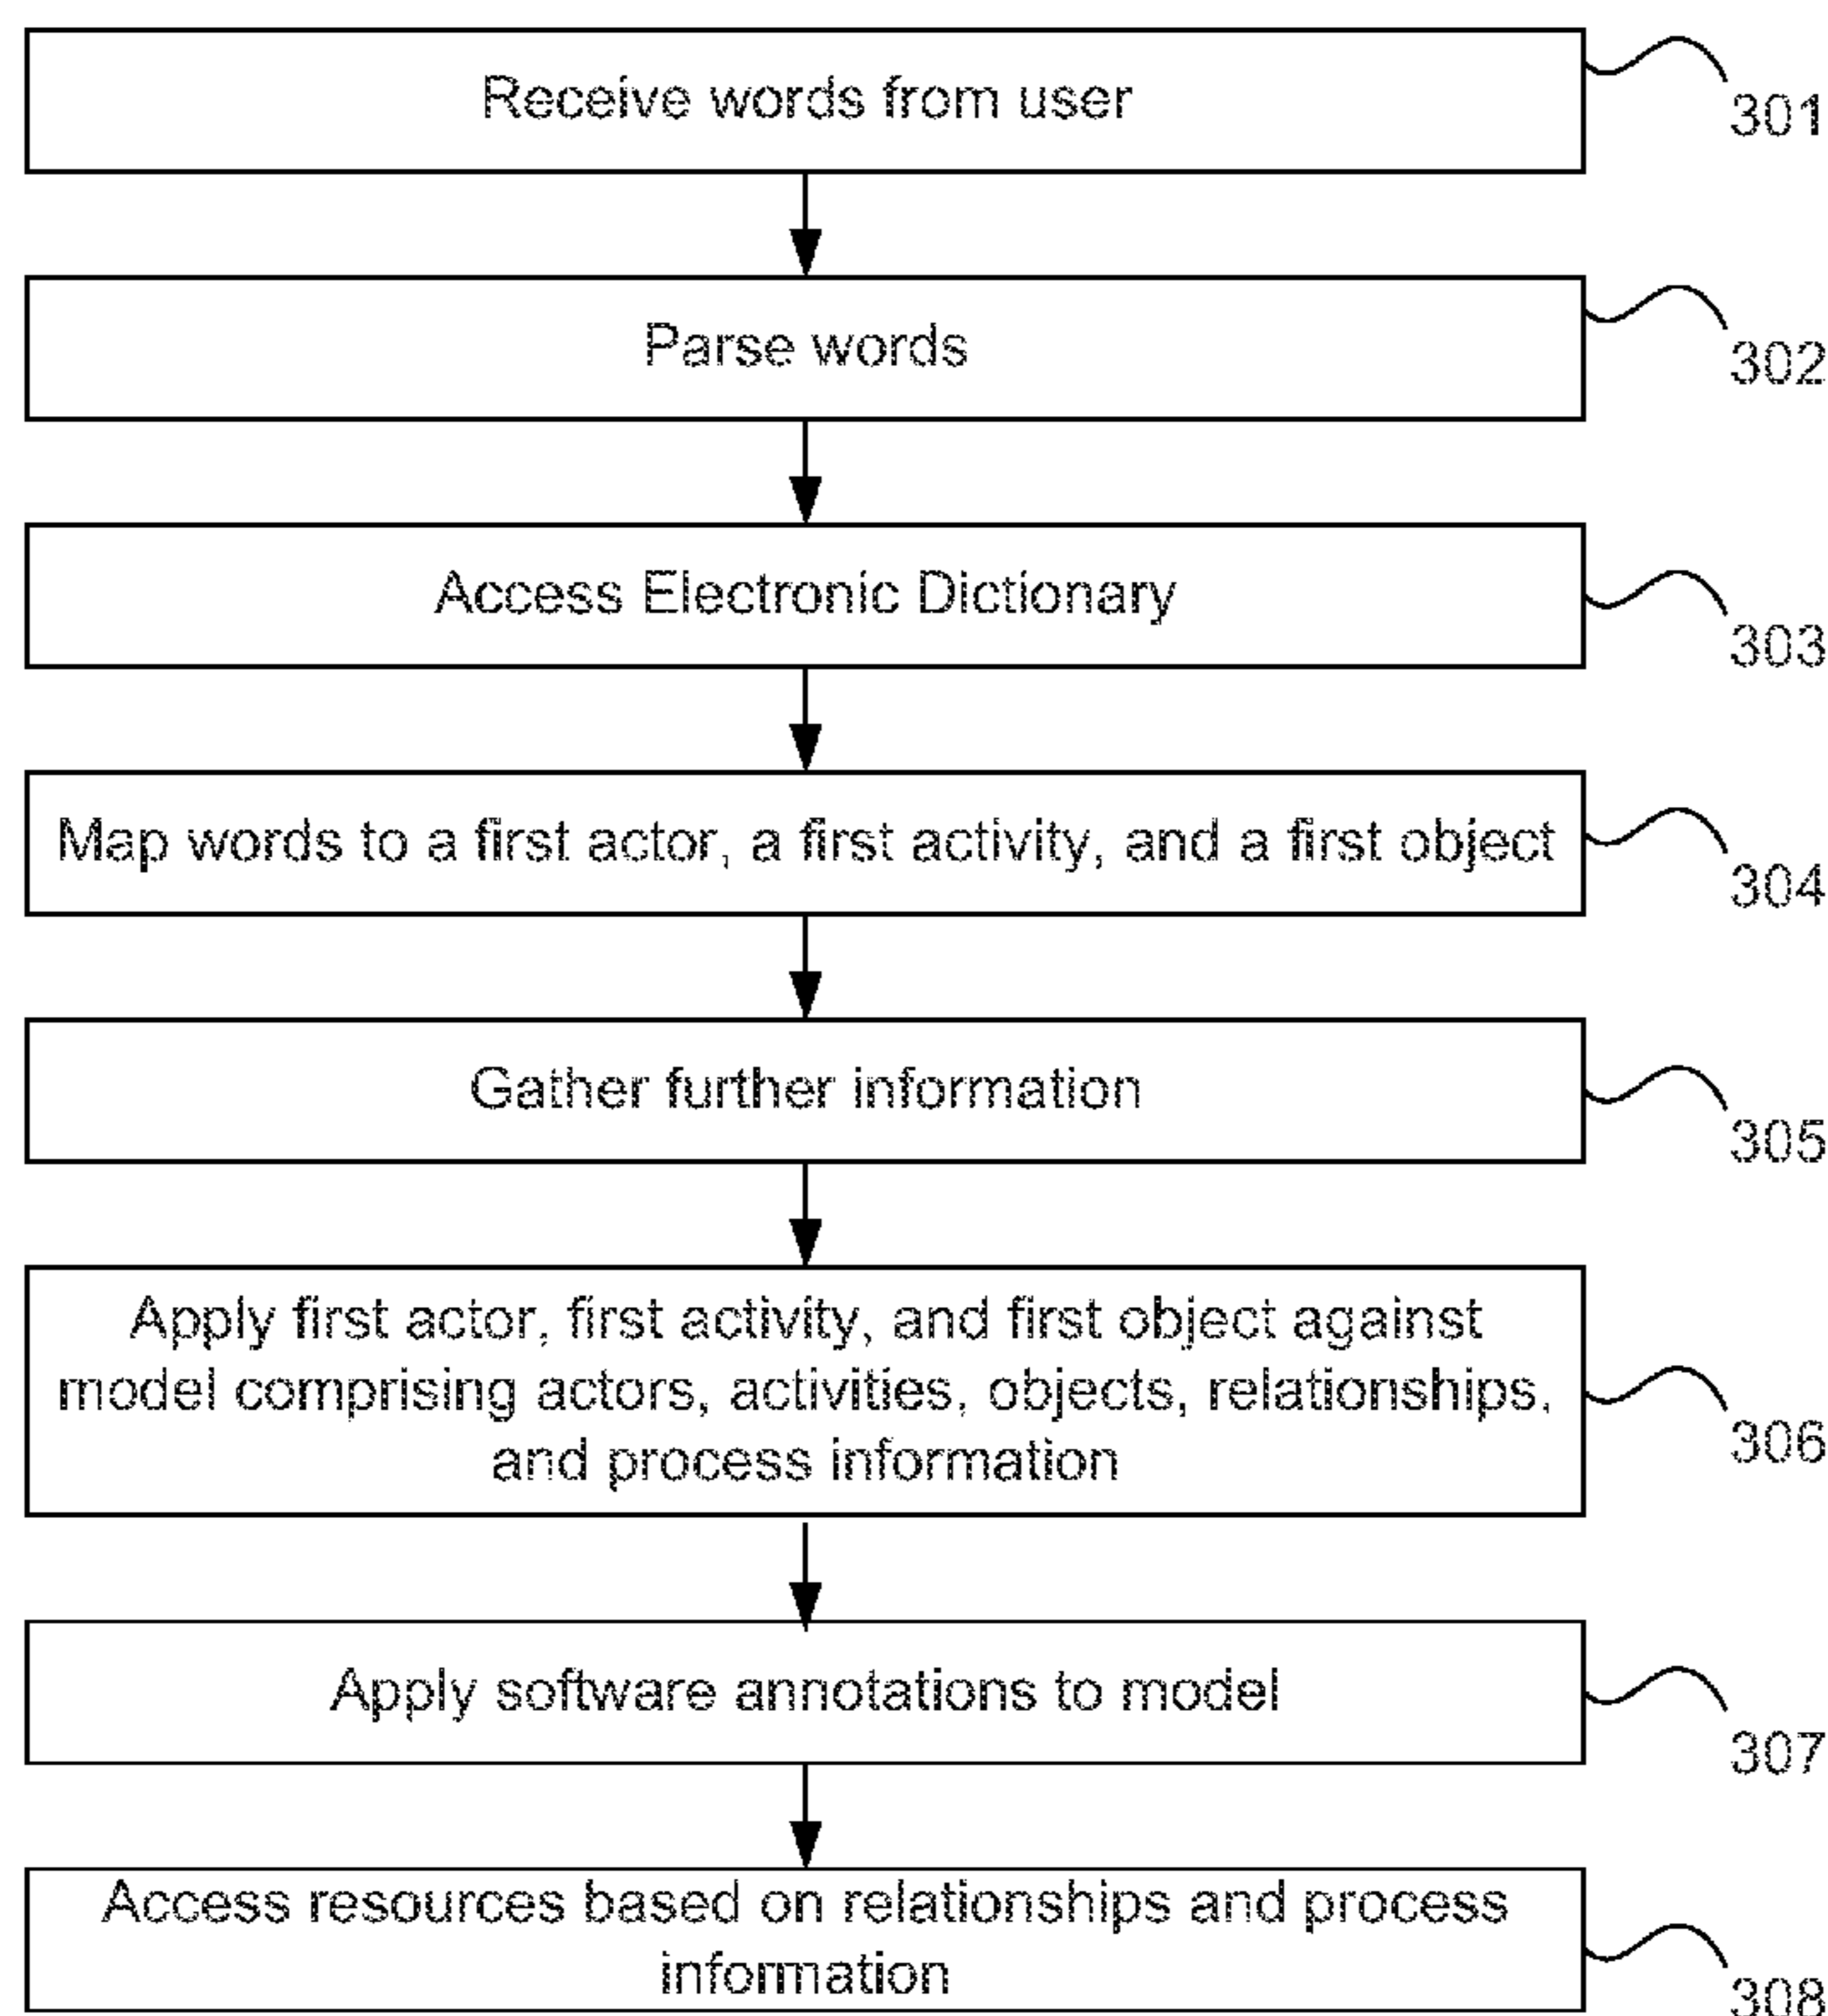 Receive words from user
301
Parse words
302
Access Electronic Dictionary
303
Map words to a first actor, a first activity, and a first object
304
Gather further information
305
Apply first actor, first activity, and first object against
model comprising actors, activities, objects, relationships,
and process information
306
Apply software annotations to model
307
Access resources based on relationships and process
information
308